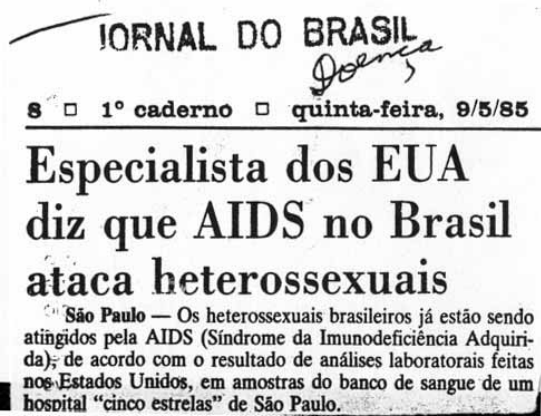 JORNAL DO BRASIL
Doença
8 □ 1º caderno □ quinta-feira, 9/5/85
Especialista dos EUA
diz que AIDS no Brasil
ataca heterossexuais
São Paulo — Os heterossexuais brasileiros já estão sendo
atingidos pela AIDS (Síndrome da Imunodeficiência Adquiri-
da), de acordo com o resultado de análises laboratorais feitas
nos Estados Unidos, em amostras do banco de sangue de um
hospital “cinco estrelas” de São Paulo.